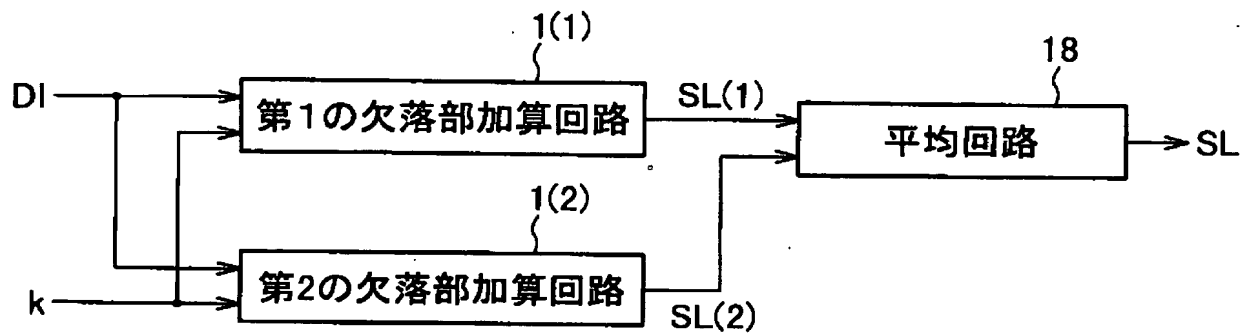 1(1)
18
DI
第1の欠落部加算回路
SL(1)
平均回路
SL
1(2)
k
第2の欠落部加算回路
SL(2)